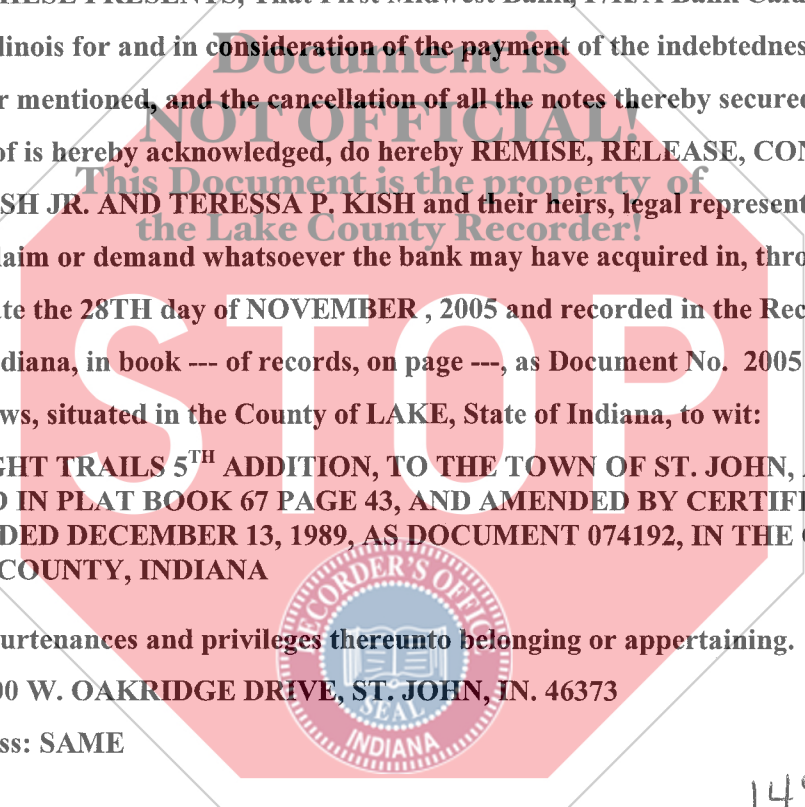 THESE PRESENTS, That First Midwest Bank, F/K/A Bank
linois for and in consideration of the payment of the indebtednes
r mentioned, and the cancellation of all the notes thereby secured
of is hereby acknowledged, do hereby REMISE, RELEASE, CON
SH JR. AND TERESSA P. KISH and their heirs, legal represent
laim or demand whatsoever the bank may have acquired in, thro
te the 28TH day of NOVEMBER , 2005 and recorded in the Rec
diana, in book --- of records, on page ---, as Document No. 2005
ws, situated in the County of LAKE, State of Indiana, to wit:
GHT TRAILS 5TH ADDITION, TO THE TOWN OF ST. JOHN,
D IN PLAT BOOK 67 PAGE 43, AND AMENDED BY CERTIFI
DED DECEMBER 13, 1989, AS DOCUMENT 074192, IN THE
COUNTY, INDIANA
urtenances and privileges thereunto belonging or appertaining.
00 W. OAKRIDGE DRIVE, ST. JOHN, IN. 46373
ss: SAME
Document is
NOT OFFICIAL!
This Document is the property of
the Lake County Recorder!
STOP
RECORDER'S OFFICE
SEAL
INDIANA